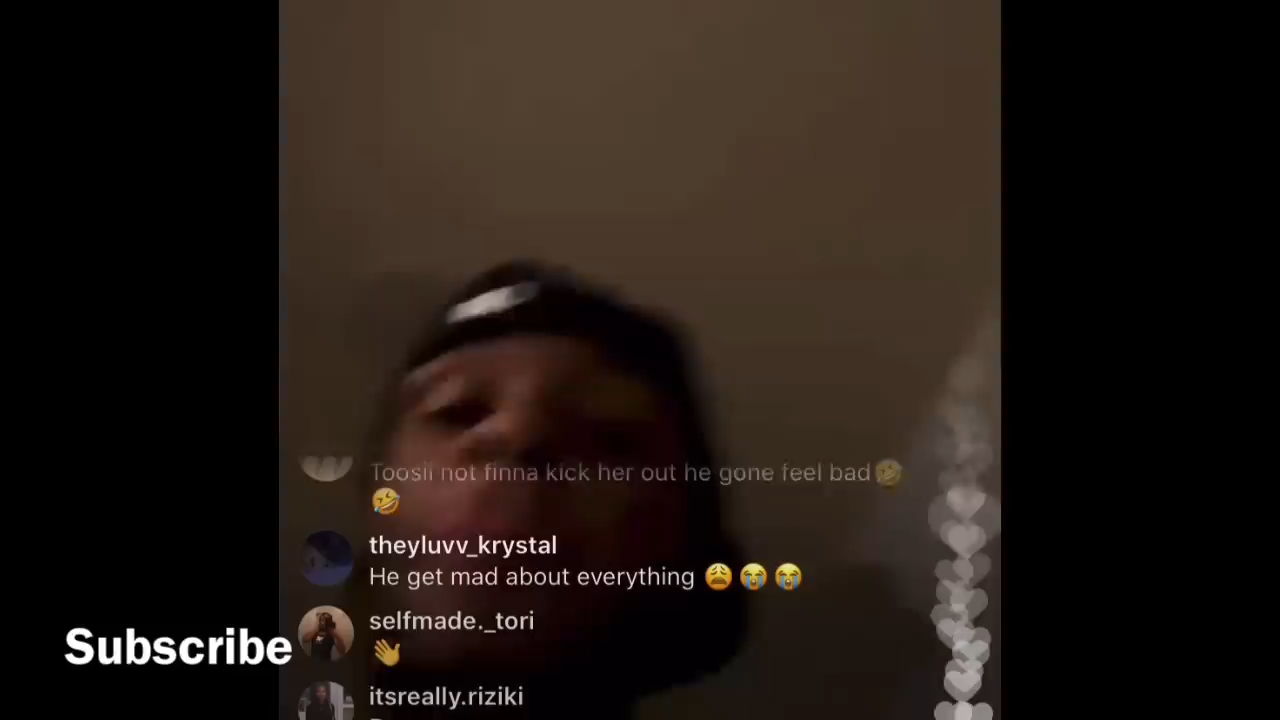 Toosii not finna kick her out he gone feel bad🤣
🤣
theyluvv_krystal
He get mad about everything 😩😭😭
selfmade._tori
👋
Subscribe
itsreally.riziki